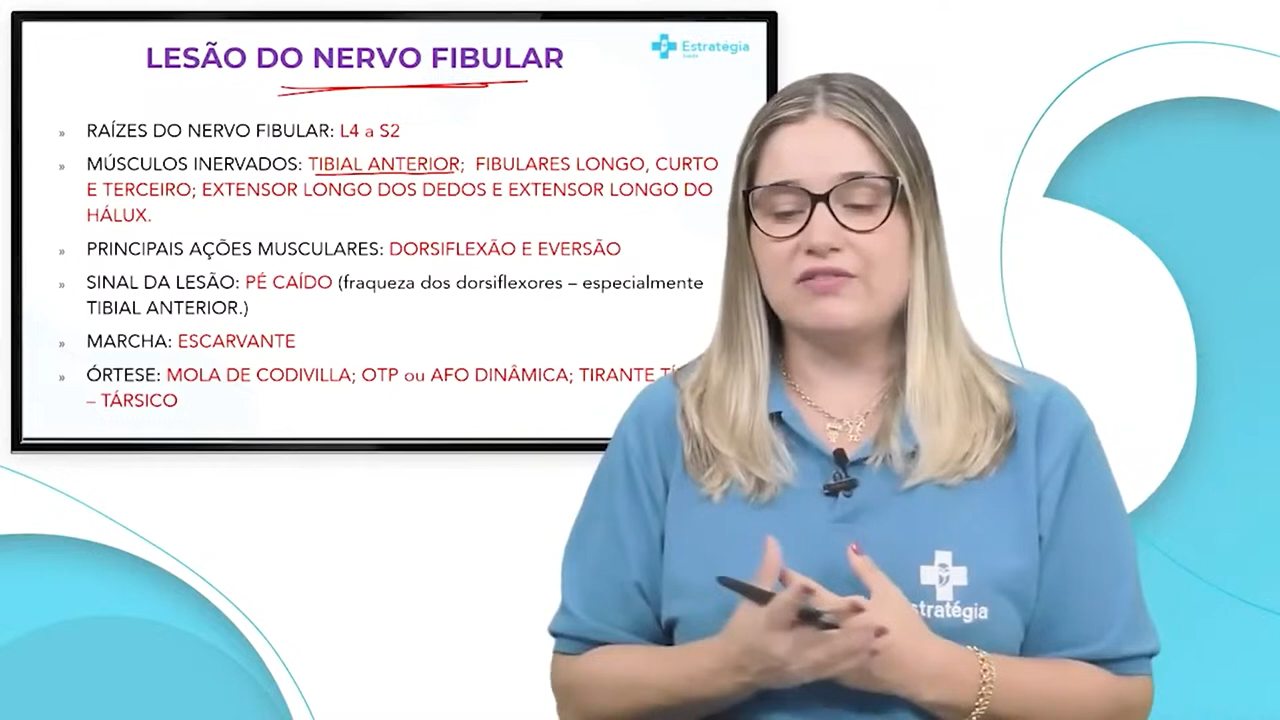 LESÃO DO NERVO FIBULAR
Estratégia
» RAÍZES DO NERVO FIBULAR: L4 a S2
» MÚSCULOS INERVADOS: TIBIAL ANTERIOR; FIBULARES LONGO, CURTO
E TERCEIRO; EXTENSOR LONGO DOS DEDOS E EXTENSOR LONGO DO
HÁLUX.
» PRINCIPAIS AÇÕES MUSCULARES: DORSIFLEXÃO E EVERSÃO
» SINAL DA LESÃO: PÉ CAÍDO (fraqueza dos dorsiflexores – especialmente
TIBIAL ANTERIOR.)
» MARCHA: ESCARVANTE
» ÓRTESE: MOLA DE CODIVILLA; OTP ou AFO DINÂMICA; TIRANTE
– TÁRSICO
stratégia